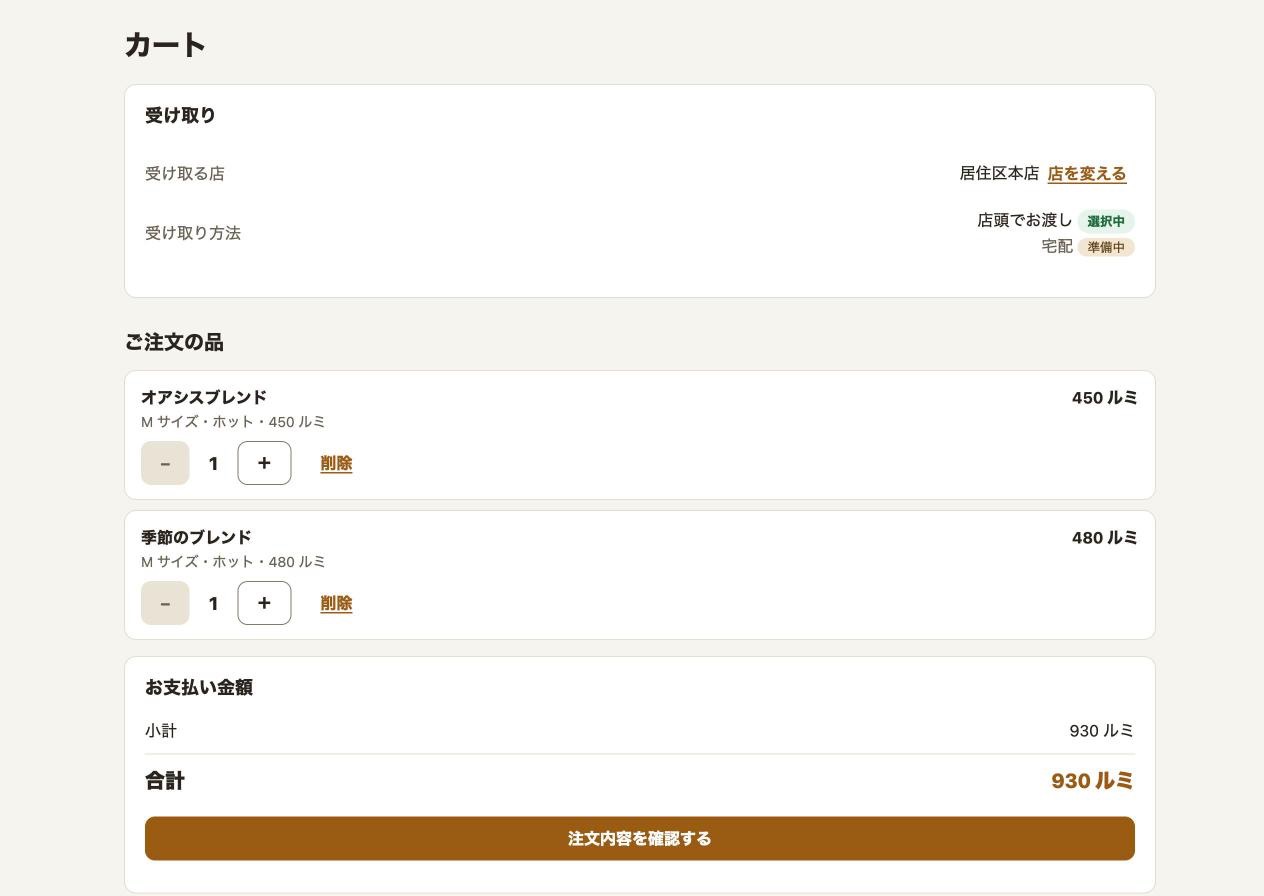 カート
受け取り
受け取る店 居住区本店 店を変える
受け取り方法 店頭でお渡し 選択中
宅配 準備中
ご注文の品
オアシスブレンド 450 ルミ
M サイズ・ホット・450 ルミ
− 1 + 削除
季節のブレンド 480 ルミ
M サイズ・ホット・480 ルミ
− 1 + 削除
お支払い金額
小計 930 ルミ
合計 930 ルミ
注文内容を確認する